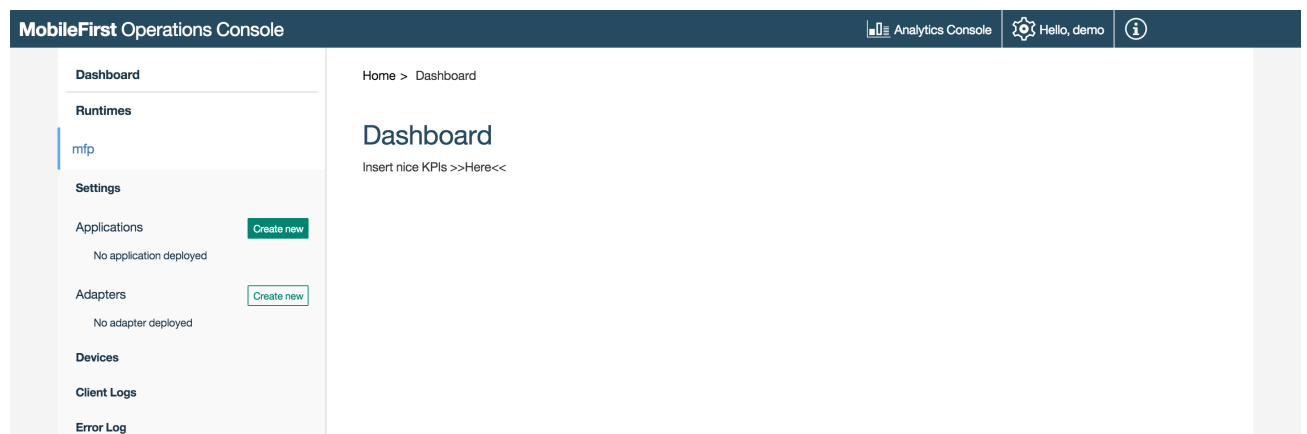 MobileFirst Operations Console
Analytics Console
Hello, demo
Dashboard
Runtimes
mfp
Settings
Applications
Create new
No application deployed
Adapters
Create new
No adapter deployed
Devices
Client Logs
Error Log
Home > Dashboard
Dashboard
Insert nice KPIs >>Here<<